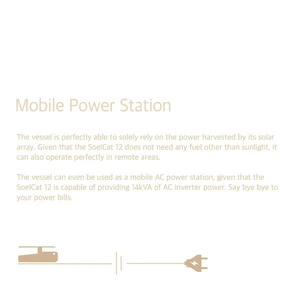 Mobile Power Station
The vessel is perfectly able to solely rely on the power harvested by its solar
array. Given that the SoelCat 12 does not need any fuel other than sunlight, it
can also operate perfectly in remote areas.
The vessel can even be used as a mobile AC power station, given that the
SoelCat 12 is capable of providing 14kVA of AC inverter power. Say bye bye to
your power bills.